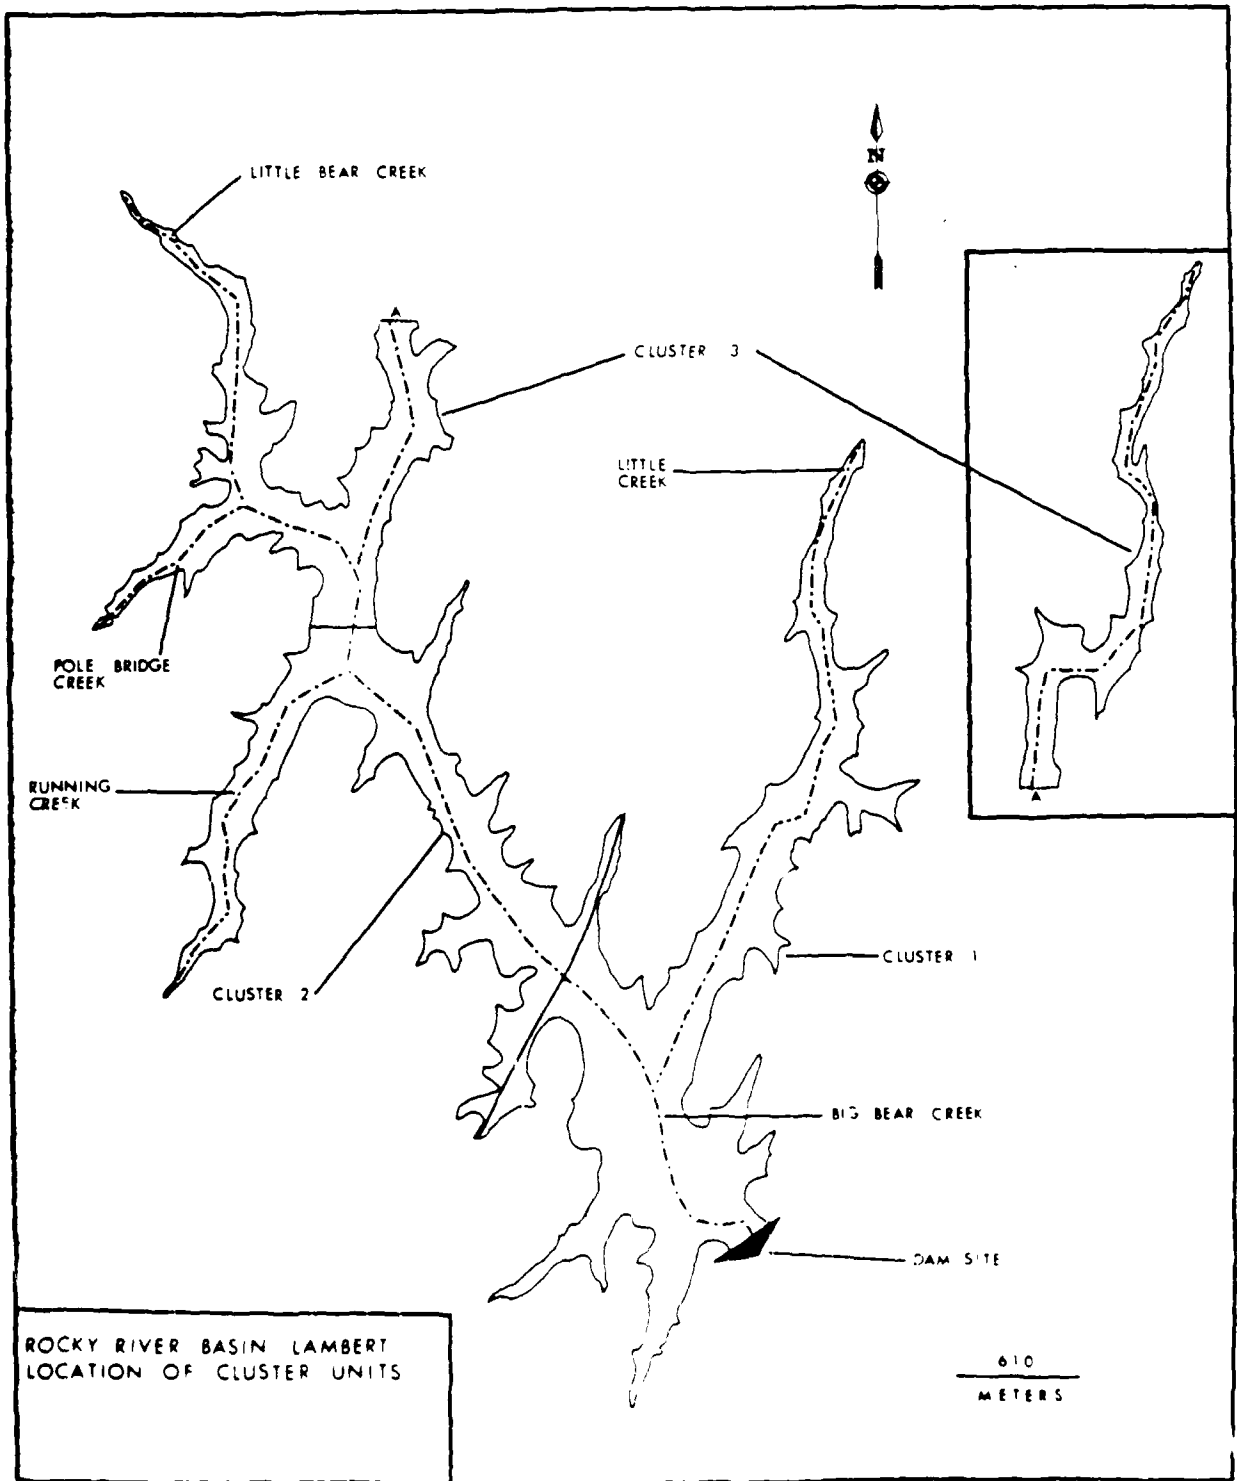 LITTLE BEAR CREEK
N
A
CLUSTER 3
LITTLE
CREEK
POLE BRIDGE
CREEK
RUNNING
CREEK
A
CLUSTER 2
CLUSTER 1
BIG BEAR CREEK
DAM SITE
ROCKY RIVER BASIN LAMBERT
LOCATION OF CLUSTER UNITS
610
METERS